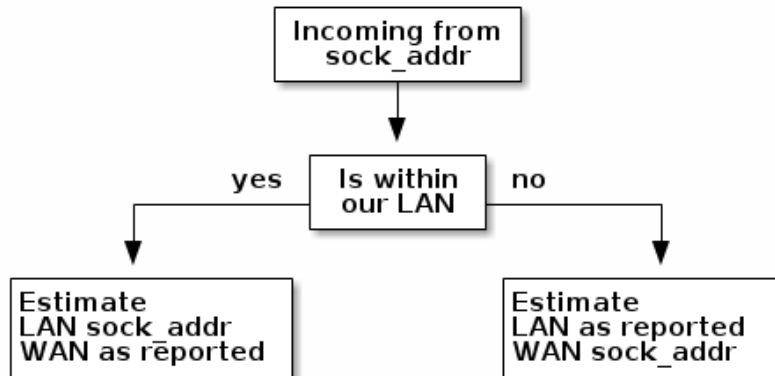 Incoming from
sock_addr
yes
Is within
our LAN
no
Estimate
LAN sock_addr
WAN as reported
Estimate
LAN as reported
WAN sock_addr